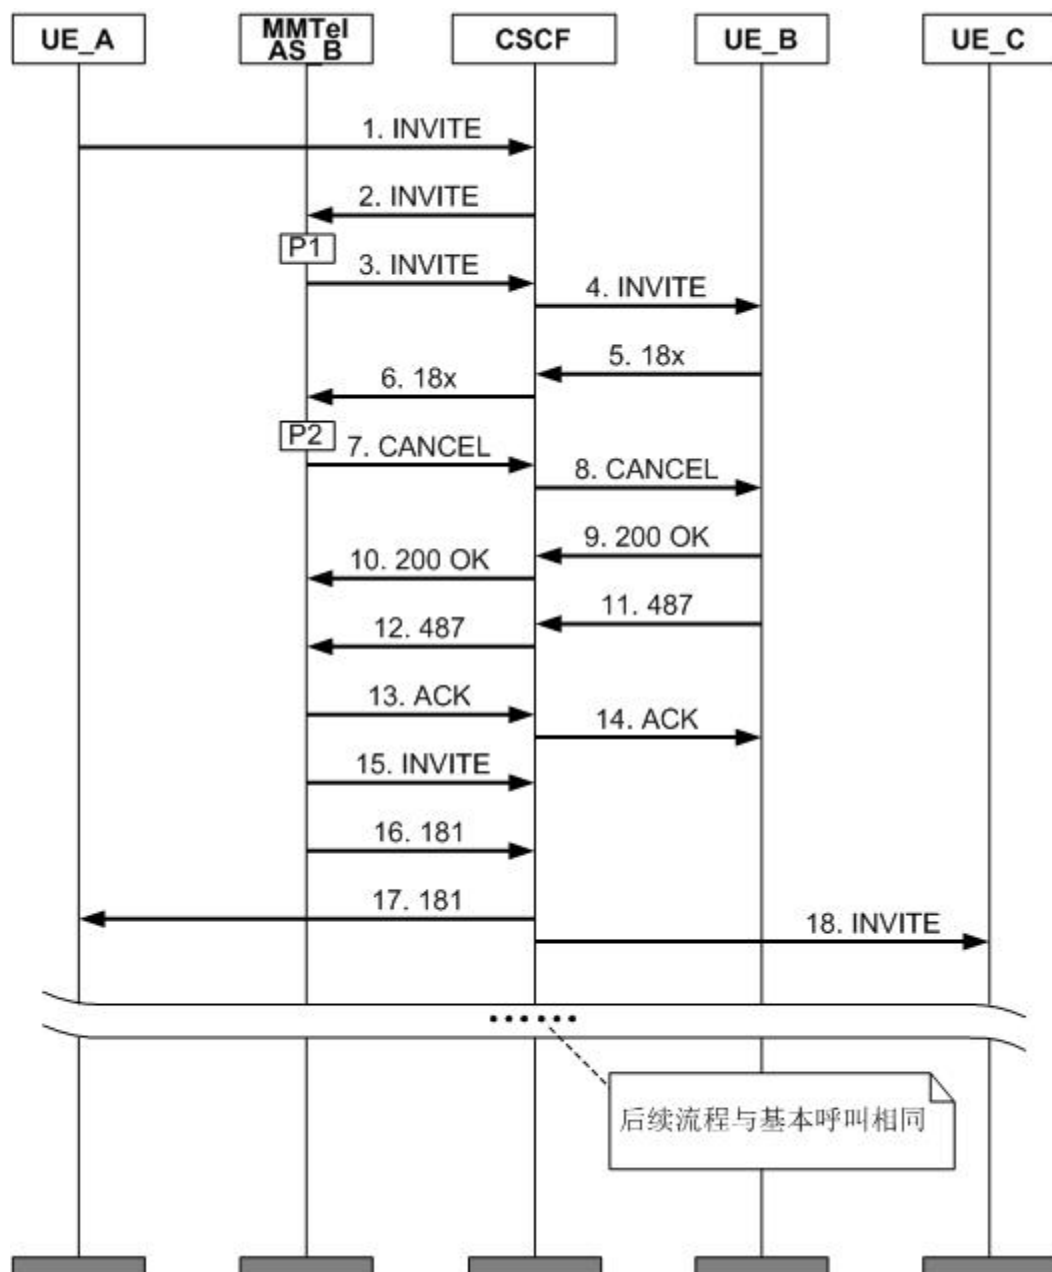 UE_A
MMTel
AS_B
CSCF
UE_B
UE_C
1. INVITE
2. INVITE
P1
3. INVITE
4. INVITE
5. 18x
6. 18x
P2
7. CANCEL
8. CANCEL
9. 200 OK
10. 200 OK
11. 487
12. 487
13. ACK
14. ACK
15. INVITE
16. 181
17. 181
18. INVITE
······
后续流程与基本呼叫相同